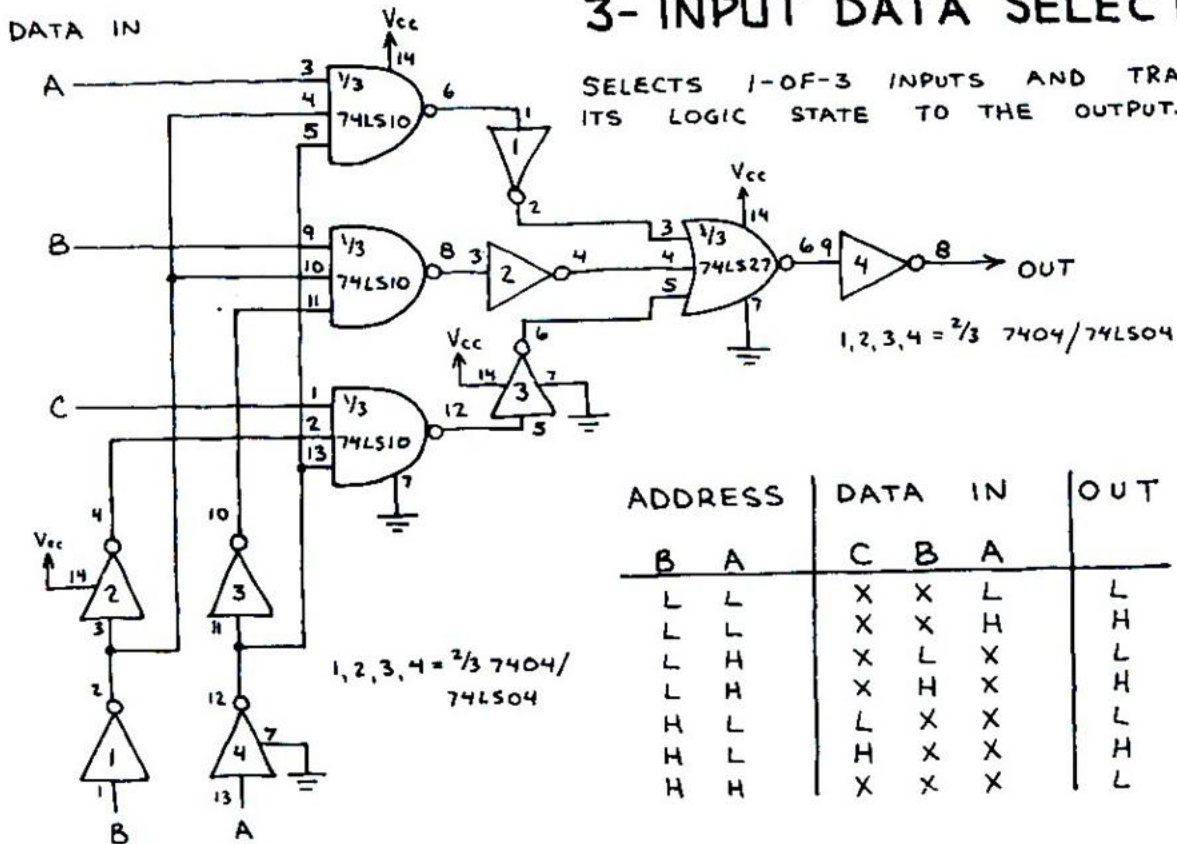 3-INPUT DATA SELECT
SELECTS 1-OF-3 INPUTS AND TRA
ITS LOGIC STATE TO THE OUTPUT.
DATA IN
Vcc
14
A
3
1/3
4
74LS10
5
6
1
1
2
B
9
1/3
10
74LS10
11
8
3
2
4
Vcc
14
3
1/3
4
74LS27
5
7
6
9
4
8
OUT
1,2,3,4 = 2/3 7404/74LS04
C
1
1/3
2
74LS10
13
7
12
Vcc
14
6
3
7
5
4
Vcc
14
2
3
10
3
11
1,2,3,4 = 2/3 7404/
74LS04
2
1
1
B
12
4
7
13
A
ADDRESS DATA IN OUT
B A C B A
L L X X L L
L L X X H H
L H X L X L
L H X H X H
H L L X X L
H L H X X H
H H X X X L